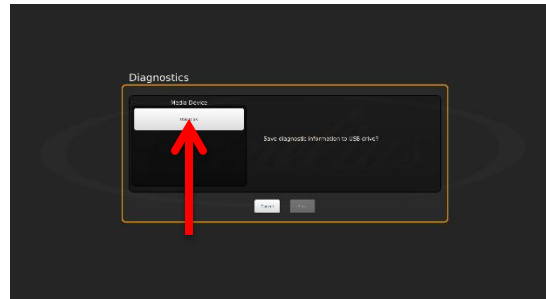 Diagnostics
Media Device
Save diagnostic information to USB drive?
Cancel